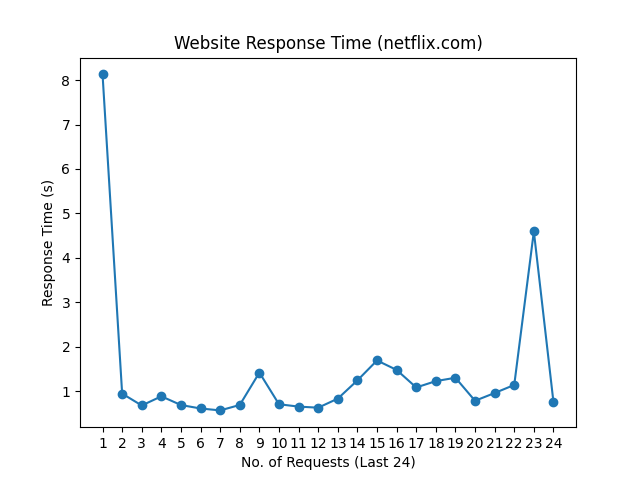 Website Response Time (netflix.com)
Response Time (s)
8
7
6
5
4
3
2
1
1 2 3 4 5 6 7 8 9 10 11 12 13 14 15 16 17 18 19 20 21 22 23 24
No. of Requests (Last 24)